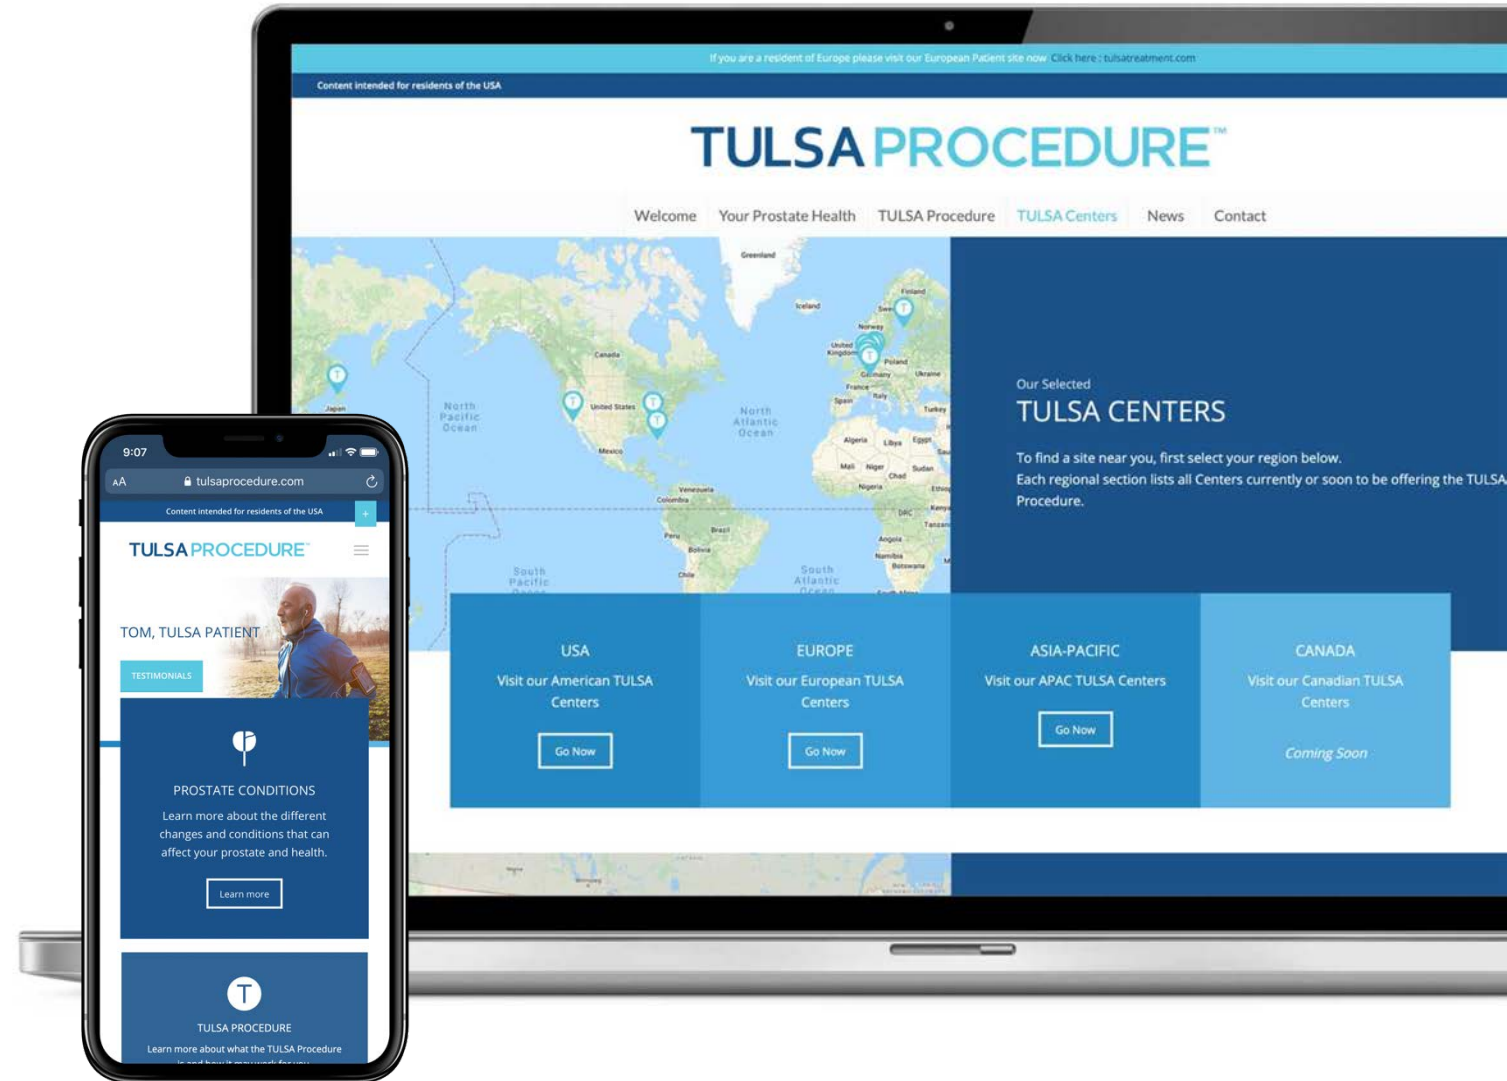 If you are a resident of Europe please visit our European Patient site now Click here : tulsatreatment.com
Content intended for residents of the USA
TULSA PROCEDURE™
Welcome Your Prostate Health TULSA Procedure TULSA Centers News Contact
Greenland
Iceland
Finland
Norway
Canada
United Kingdom
Poland
Germany
Ukraine
France
Spain
Italy
Turkey
Japan
North Pacific Ocean
United States
North Atlantic Ocean
Mexico
Algeria
Libya
Egypt
Mali
Niger
Chad
Sudan
Nigeria
Venezuela
Colombia
DRC
Brazil
Peru
Bolivia
Angola
Namibia
Botswana
Chile
South Pacific
South Atlantic
Our Selected
TULSA CENTERS
To find a site near you, first select your region below.
Each regional section lists all Centers currently or soon to be offering the TULSA
Procedure.
USA
Visit our American TULSA
Centers
Go Now
EUROPE
Visit our European TULSA
Centers
Go Now
ASIA-PACIFIC
Visit our APAC TULSA Centers
Go Now
CANADA
Visit our Canadian TULSA
Centers
Coming Soon
9:07
AA tulsaprocedure.com
Content intended for residents of the USA +
TULSA PROCEDURE™
TOM, TULSA PATIENT
TESTIMONIALS
PROSTATE CONDITIONS
Learn more about the different
changes and conditions that can
affect your prostate and health.
Learn more
T
TULSA PROCEDURE
Learn more about what the TULSA Procedure
is and how it may work for you